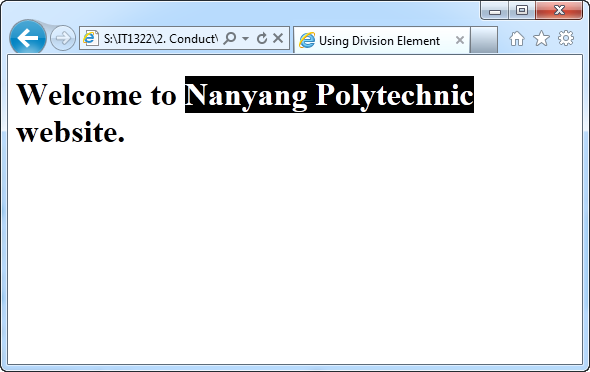 S:\IT1322\2. Conduct\
Using Division Element
Welcome to Nanyang Polytechnic
website.